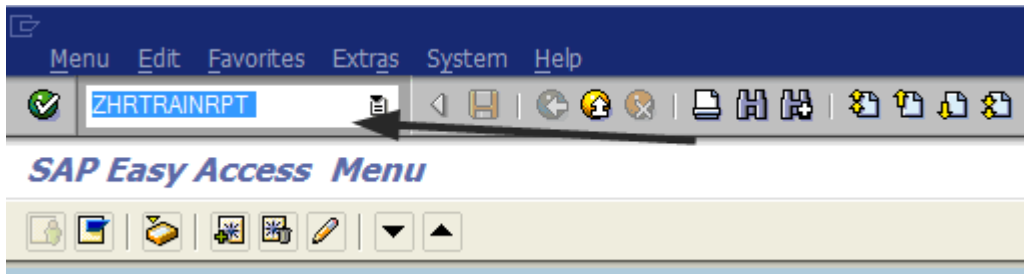 Menu Edit Favorites Extras System Help
ZHRTRAINRPT
SAP Easy Access Menu